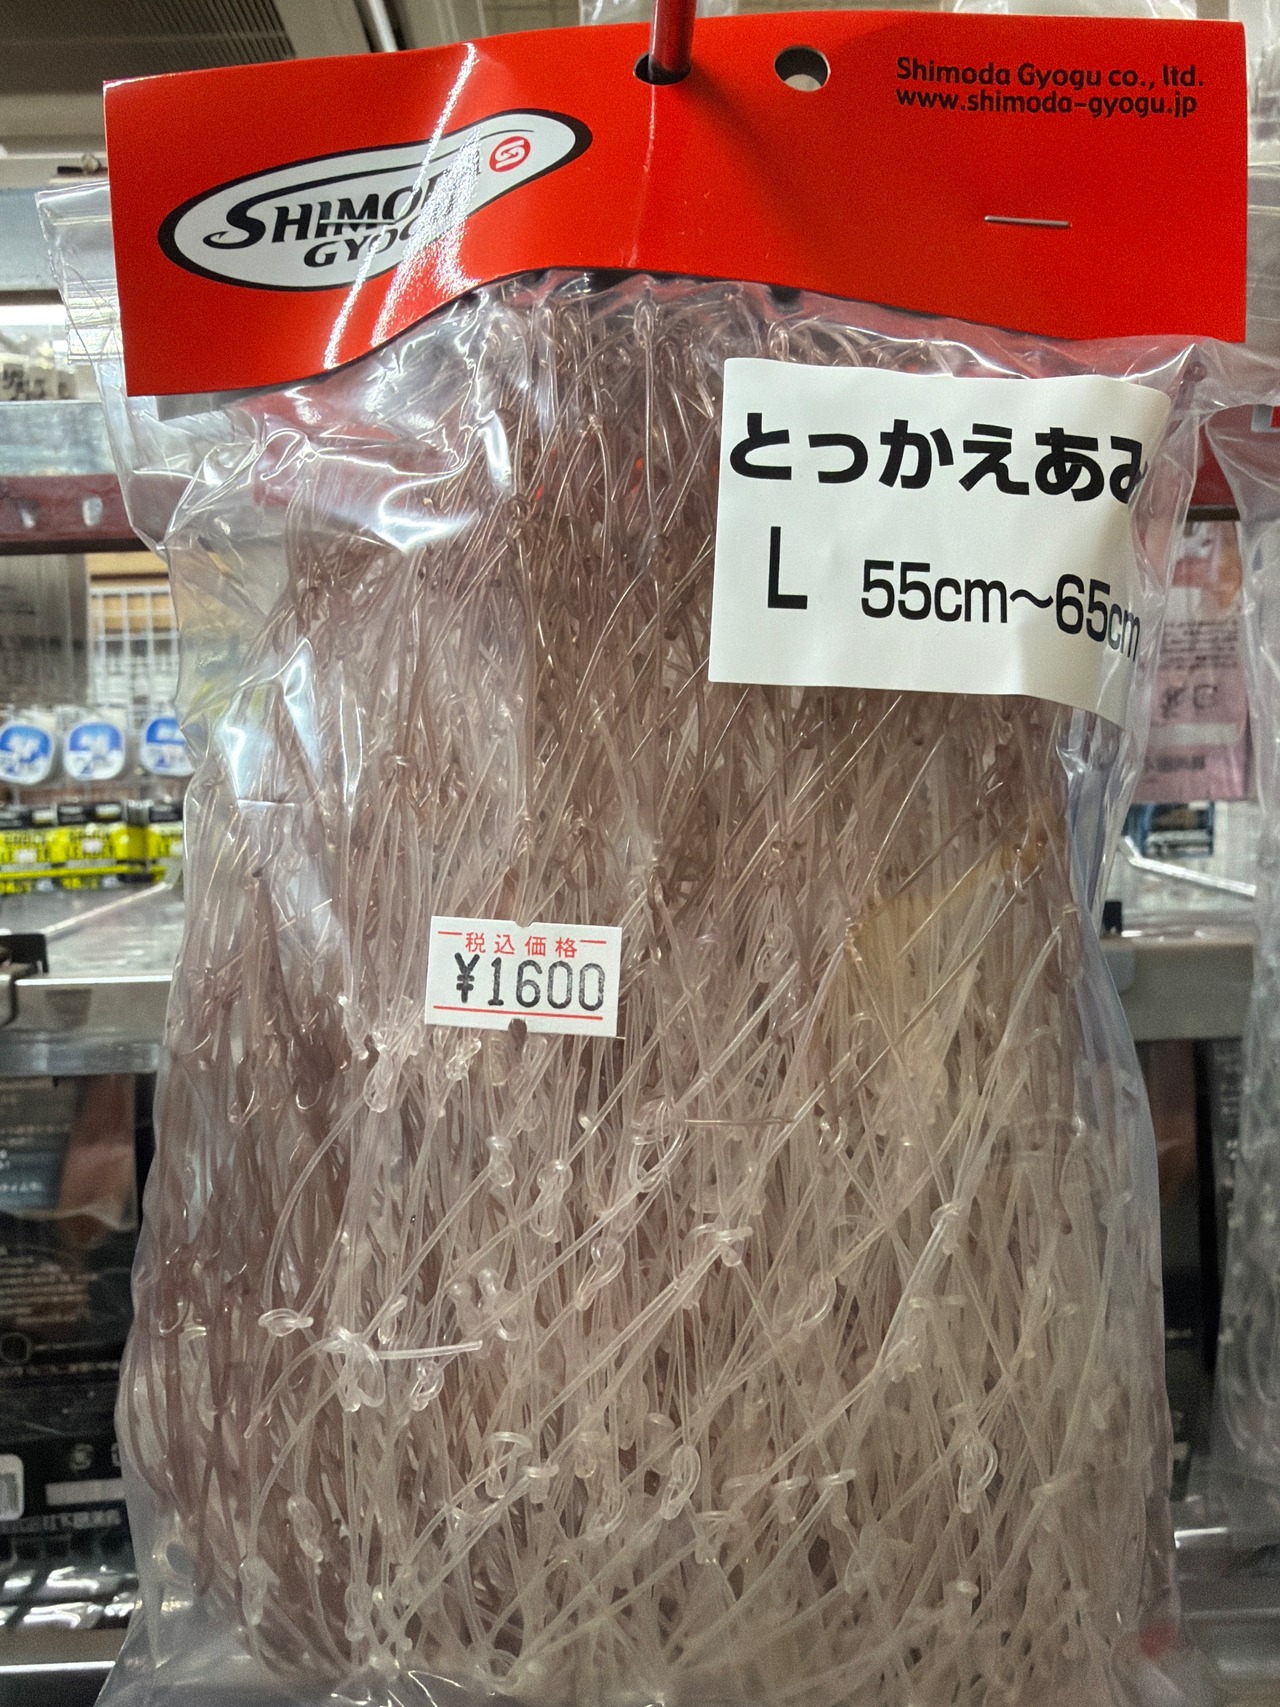 Shimoda Gyogu co., ltd.
www.shimoda-gyogu.jp
SHIMODA
GYOGU
とっかえあみ
L 55cm〜65cm
税込価格
¥1600